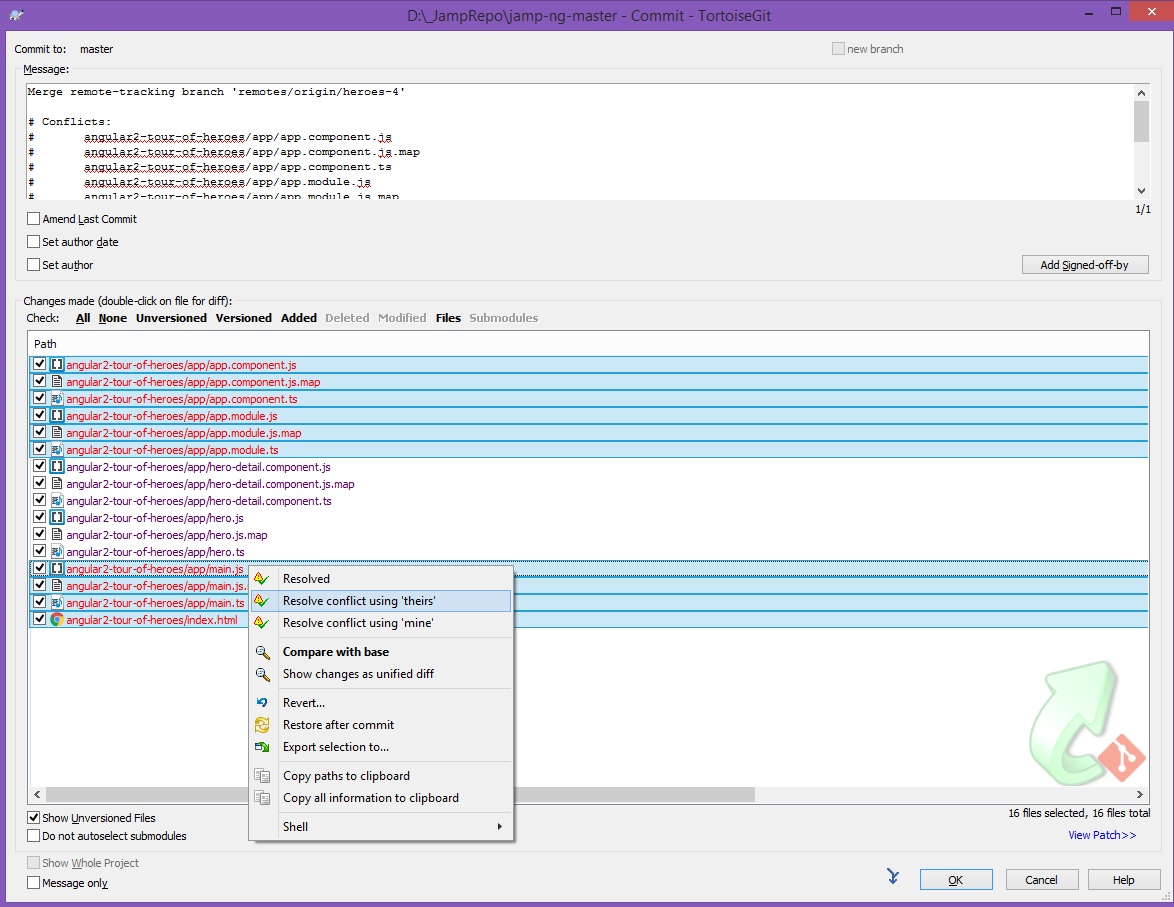 D:\_JampRepo\jamp-ng-master - Commit - TortoiseGit
Commit to: master
new branch
Message:
Merge remote-tracking branch 'remotes/origin/heroes-4'
# Conflicts:
# angular2-tour-of-heroes/app/app.component.js
# angular2-tour-of-heroes/app/app.component.js.map
# angular2-tour-of-heroes/app/app.component.ts
# angular2-tour-of-heroes/app/app.module.js
# angular2-tour-of-heroes/app/app.module.js.map
1/1
Amend Last Commit
Set author date
Set author
Add Signed-off-by
Changes made (double-click on file for diff):
Check: All None Unversioned Versioned Added Deleted Modified Files Submodules
Path
angular2-tour-of-heroes/app/app.component.js
angular2-tour-of-heroes/app/app.component.js.map
angular2-tour-of-heroes/app/app.component.ts
angular2-tour-of-heroes/app/app.module.js
angular2-tour-of-heroes/app/app.module.js.map
angular2-tour-of-heroes/app/app.module.ts
angular2-tour-of-heroes/app/hero-detail.component.js
angular2-tour-of-heroes/app/hero-detail.component.js.map
angular2-tour-of-heroes/app/hero-detail.component.ts
angular2-tour-of-heroes/app/hero.js
angular2-tour-of-heroes/app/hero.js.map
angular2-tour-of-heroes/app/hero.ts
angular2-tour-of-heroes/app/main.js
angular2-tour-of-heroes/app/main.js.
angular2-tour-of-heroes/app/main.ts
angular2-tour-of-heroes/index.html
Resolved
Resolve conflict using 'theirs'
Resolve conflict using 'mine'
Compare with base
Show changes as unified diff
Revert...
Restore after commit
Export selection to...
Copy paths to clipboard
Copy all information to clipboard
Shell
Show Unversioned Files
16 files selected, 16 files total
Do not autoselect submodules
View Patch>>
Show Whole Project
Message only
OK
Cancel
Help